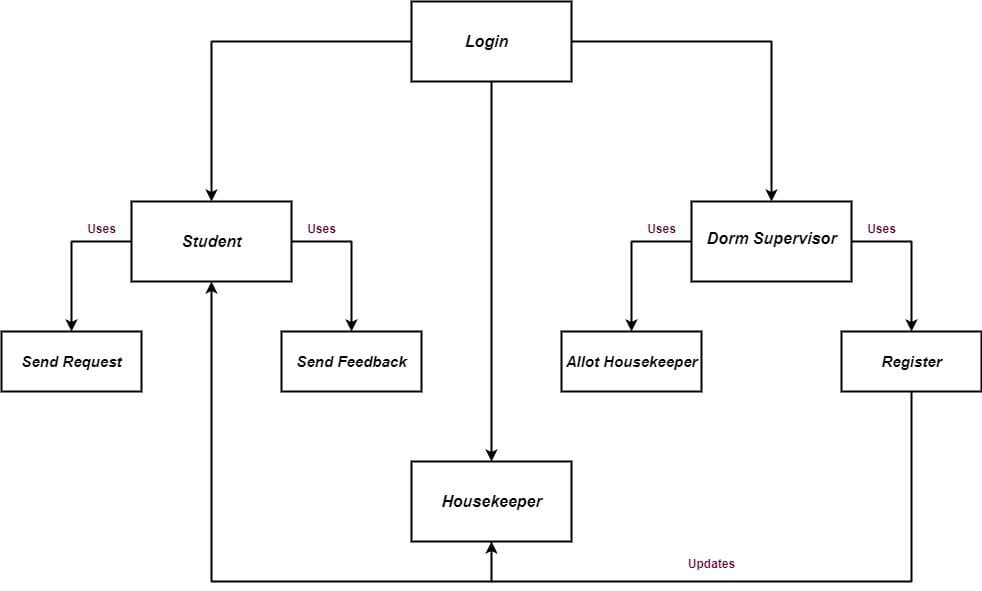 Login
Uses
Student
Uses
Uses
Dorm Supervisor
Uses
Send Request
Send Feedback
Allot Housekeeper
Register
Housekeeper
Updates